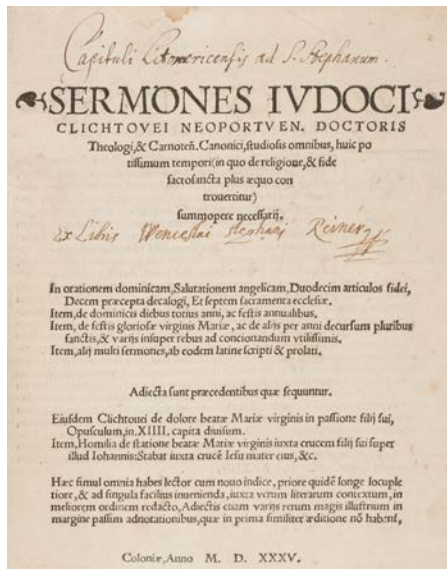 Capituli Litomericensis ad S. Stephanum.
SERMONES IVDOCI
CLICHTOVEI NEOPORTVEN. DOCTORIS
Theologi, & Carnoteñ. Canonici, studiosis omnibus, huic po
tissimum tempori (in quo de religione, & fide
sacrosancta plus æquo con
trouertitur)
summopere necessarij.
Ex Libris Wenceslai Stephani Reiner
In orationem dominicam, Salutationem angelicam, Duodecim articulos fidei,
Decem præcepta decalogi, Et septem sacramenta ecclesiæ.
Item, de dominicis diebus totius anni, ac festis annualibus.
Item, de festis gloriosæ virginis Mariæ, ac de alijs per anni decursum pluribus
sanctis, & varijs insuper rebus ad concionandum vtilissimis.
Item, alij multi sermones, ab eodem latine scripti & prolati.
Adiecta sunt præcedentibus quæ sequuntur.
Eiusdem Clichtouei de dolore beatæ Mariæ virginis in passione filij sui,
Opusculum, in, XIIII, capita diuisum.
Item, Homilia de statione beatæ Mariæ virginis iuxta crucem filij sui super
illud Iohannis: Stabat iuxta crucē Iesu mater eius, &c.
Hæc simul omnia habes lector cum nouo indice, priore quidē longe locuple
tiore, & ad singula facilius inuenienda, iuxta verum literarum contextum, in
meliorem ordinem redacto, Adiectis etiam varijs rerum magis illustrium in
margine passim adnotationibus, quæ in prima similiter æditione nō habent,
Coloniæ, Anno M. D. XXXV.